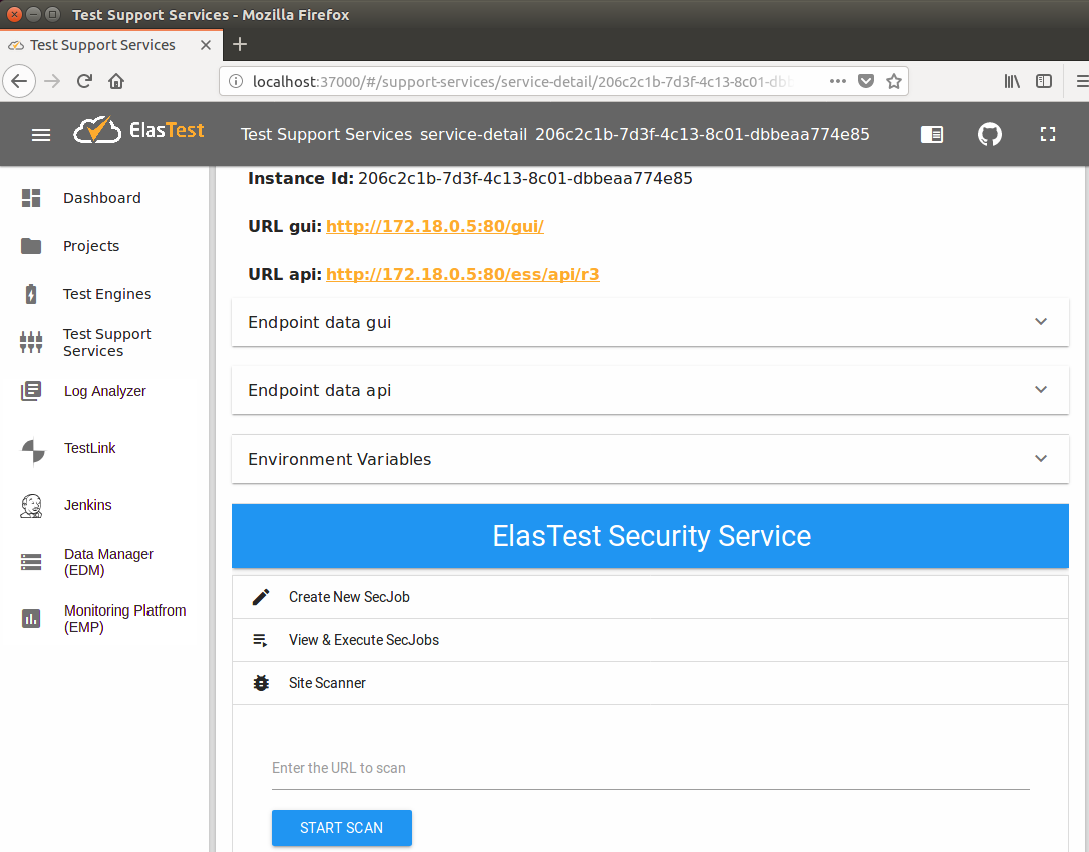 Test Support Services - Mozilla Firefox
Test Support Services
localhost:37000/#/support-services/service-detail/206c2c1b-7d3f-4c13-8c01-dbb
ElasTest
Test Support Services service-detail 206c2c1b-7d3f-4c13-8c01-dbbeaa774e85
Dashboard
Projects
Test Engines
Test Support
Services
Log Analyzer
TestLink
Jenkins
Data Manager
(EDM)
Monitoring Platfrom
(EMP)
Instance Id: 206c2c1b-7d3f-4c13-8c01-dbbeaa774e85
URL gui: http://172.18.0.5:80/gui/
URL api: http://172.18.0.5:80/ess/api/r3
Endpoint data gui
Endpoint data api
Environment Variables
ElasTest Security Service
Create New SecJob
View & Execute SecJobs
Site Scanner
Enter the URL to scan
START SCAN